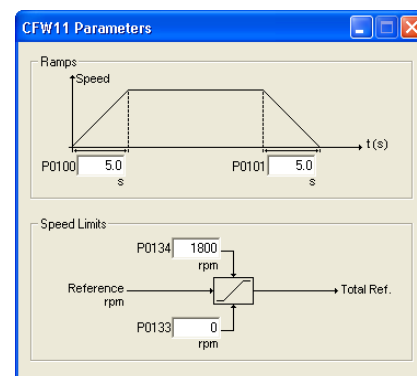 CFW11 Parameters
Ramps
Speed
t(s)
P0100 5.0
s
P0101 5.0
s
Speed Limits
P0134 1800
rpm
Reference
rpm
Total Ref.
P0133 0
rpm